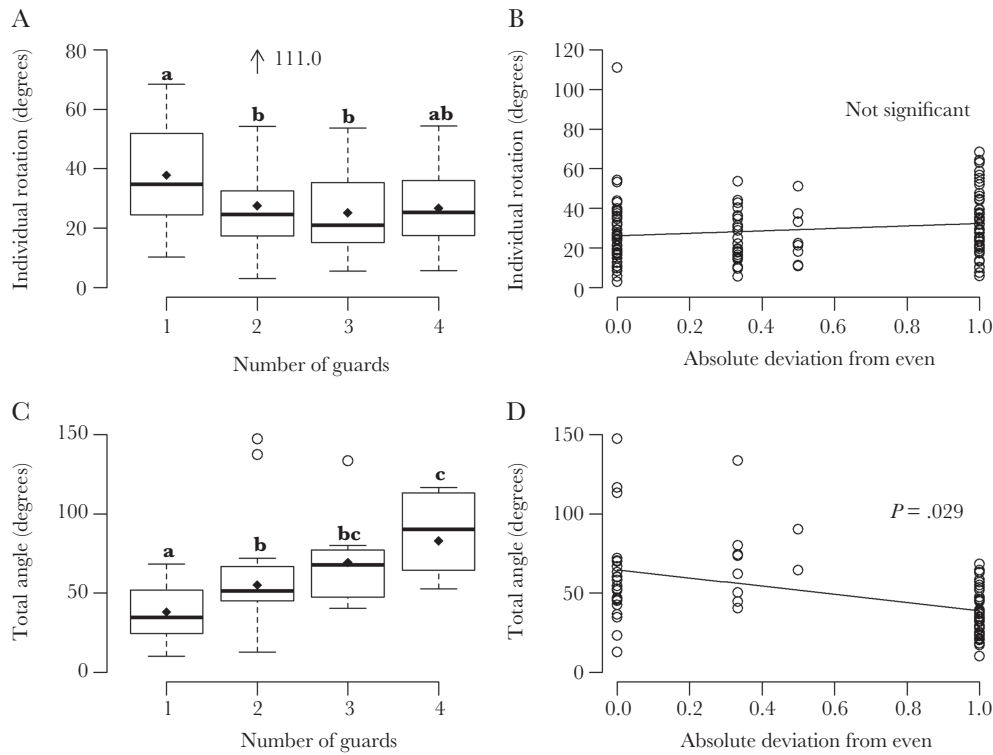 A
Individual rotation (degrees)
80
60
40
20
0
111.0
a
b
b
ab
1
2
3
4
Number of guards
B
Individual rotation (degrees)
120
100
80
60
40
20
0
Not significant
0.0
0.2
0.4
0.6
0.8
1.0
Absolute deviation from even
C
Total angle (degrees)
150
100
50
0
a
b
bc
c
1
2
3
4
Number of guards
D
Total angle (degrees)
150
100
50
0
P = .029
0.0
0.2
0.4
0.6
0.8
1.0
Absolute deviation from even